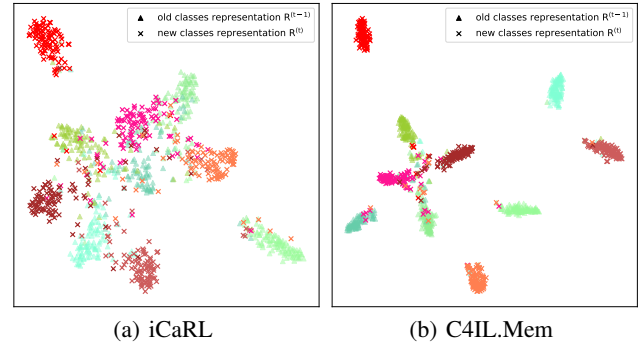 old classes representation R^(t−1)
new classes representation R^(t)
old classes representation R^(t−1)
new classes representation R^(t)
(a) iCaRL
(b) C4IL.Mem